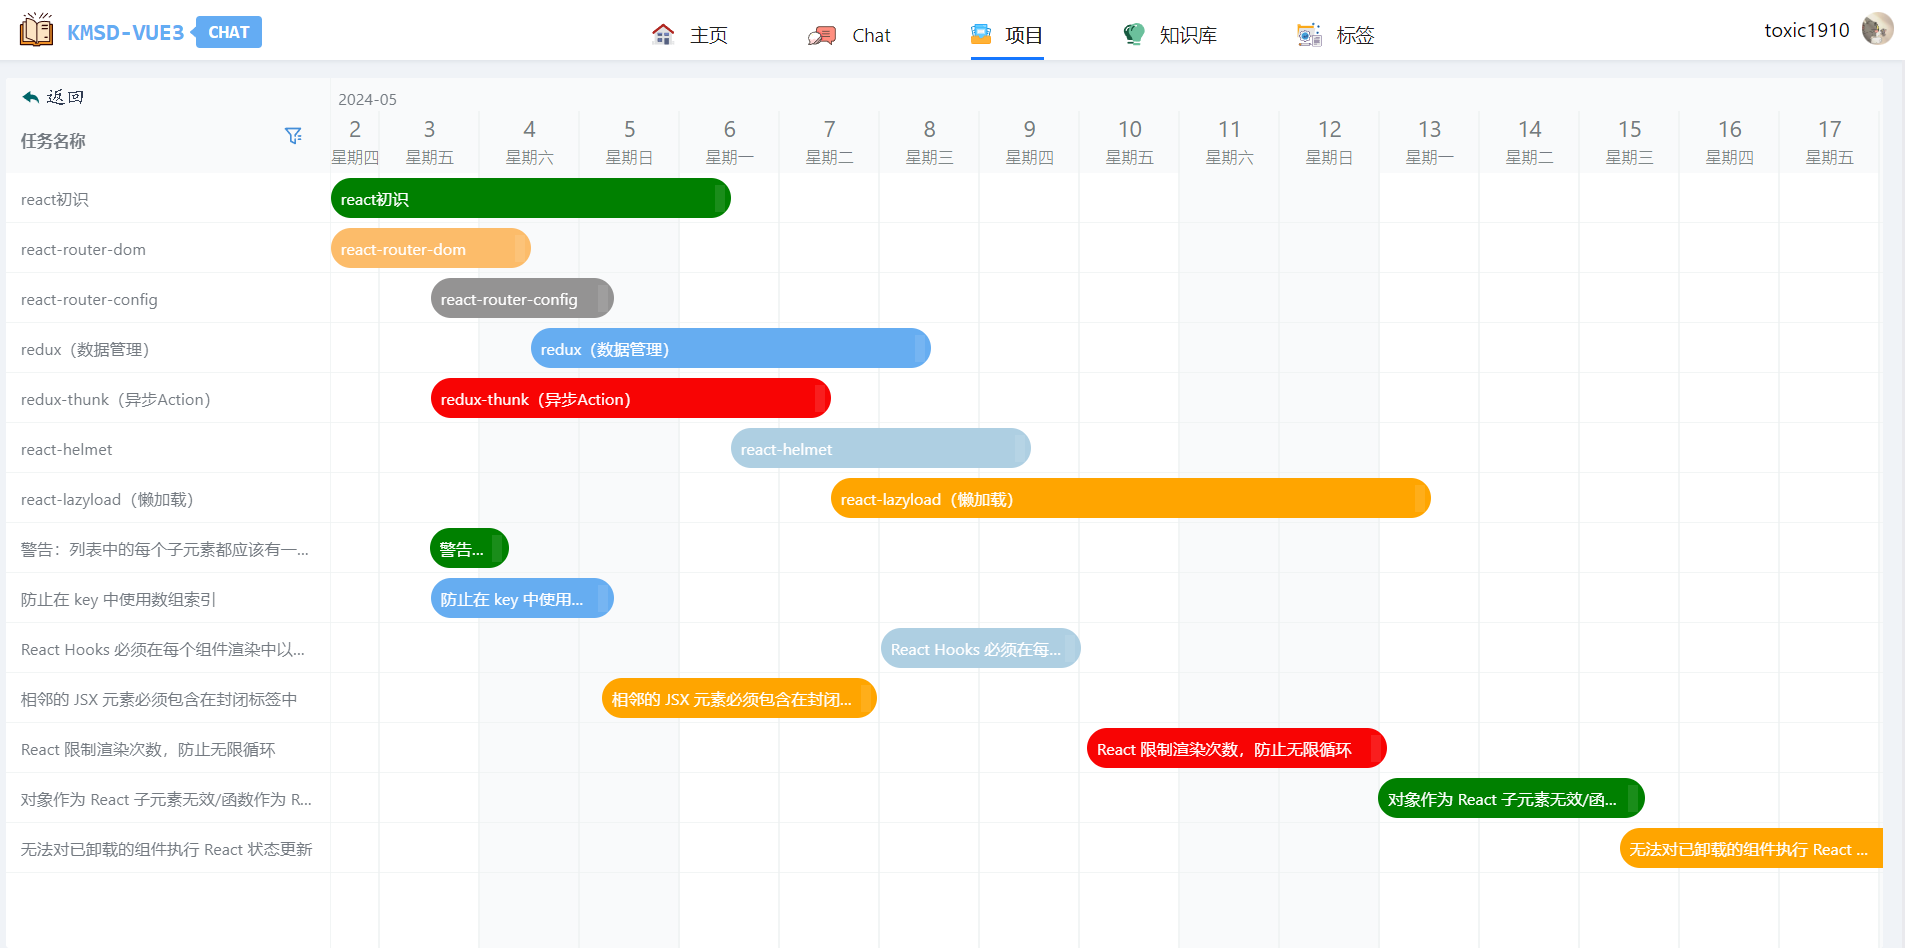 KMSD-VUE3 CHAT
主页 Chat 项目 知识库 标签
toxic1910
返回
2024-05
任务名称
2 3 4 5 6 7 8 9 10 11 12 13 14 15 16 17
星期四 星期五 星期六 星期日 星期一 星期二 星期三 星期四 星期五 星期六 星期日 星期一 星期二 星期三 星期四 星期五
react初识 react初识
react-router-dom react-router-dom
react-router-config react-router-config
redux（数据管理） redux（数据管理）
redux-thunk（异步Action） redux-thunk（异步Action）
react-helmet react-helmet
react-lazyload（懒加载） react-lazyload（懒加载）
警告：列表中的每个子元素都应该有一... 警告...
防止在 key 中使用数组索引 防止在 key 中使用...
React Hooks 必须在每个组件渲染中以... React Hooks 必须在每...
相邻的 JSX 元素必须包含在封闭标签中 相邻的 JSX 元素必须包含在封闭...
React 限制渲染次数，防止无限循环 React 限制渲染次数，防止无限循环
对象作为 React 子元素无效/函数作为 R... 对象作为 React 子元素无效/函...
无法对已卸载的组件执行 React 状态更新 无法对已卸载的组件执行 React ...